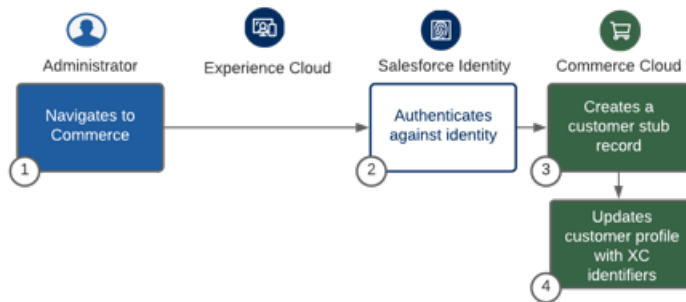 Administrator
Experience Cloud
Salesforce Identity
Commerce Cloud
Navigates to
Commerce
1
Authenticates
against identity
2
Creates a
customer stub
record
3
Updates
customer profile
with XC
identifiers
4